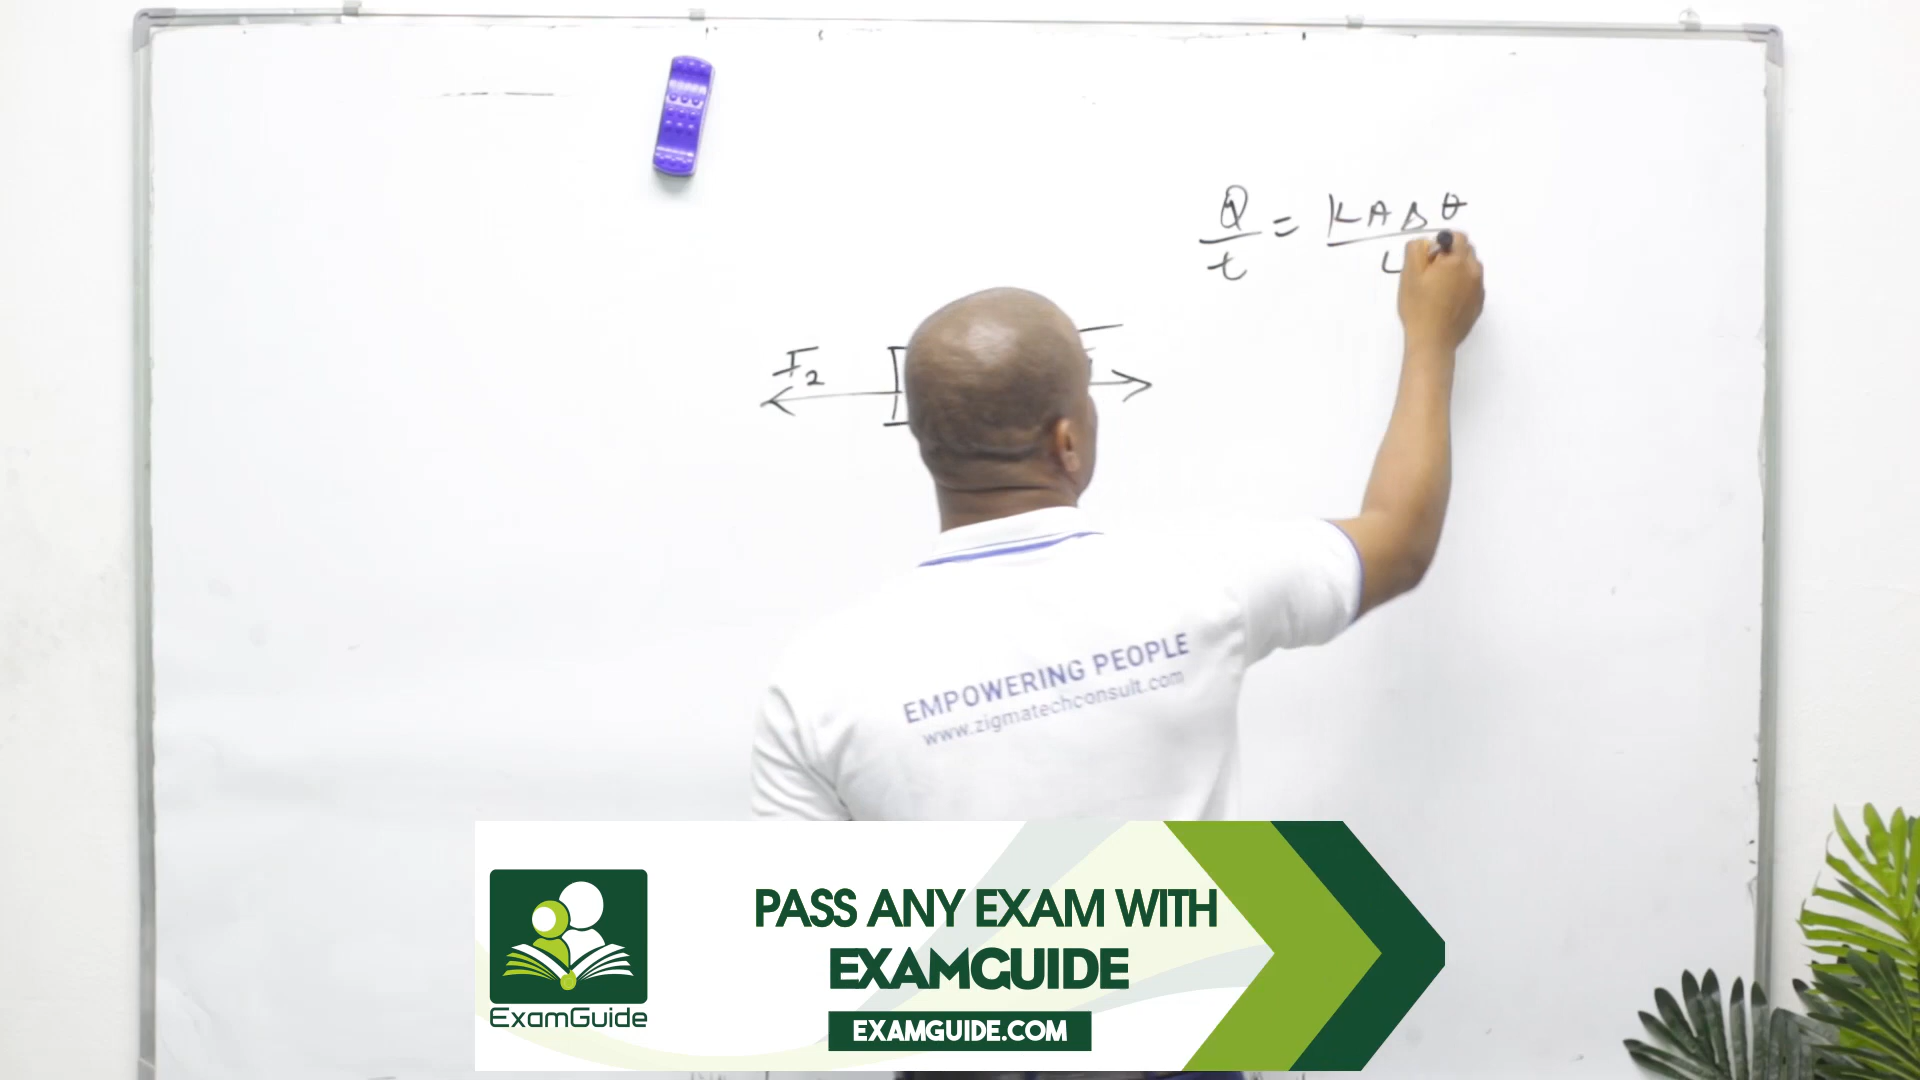 Q/t = KAΔθ/L
F₂
F
EMPOWERING PEOPLE
www.zigmatechconsult.com
PASS ANY EXAM WITH
EXAMGUIDE
ExamGuide
EXAMGUIDE.COM